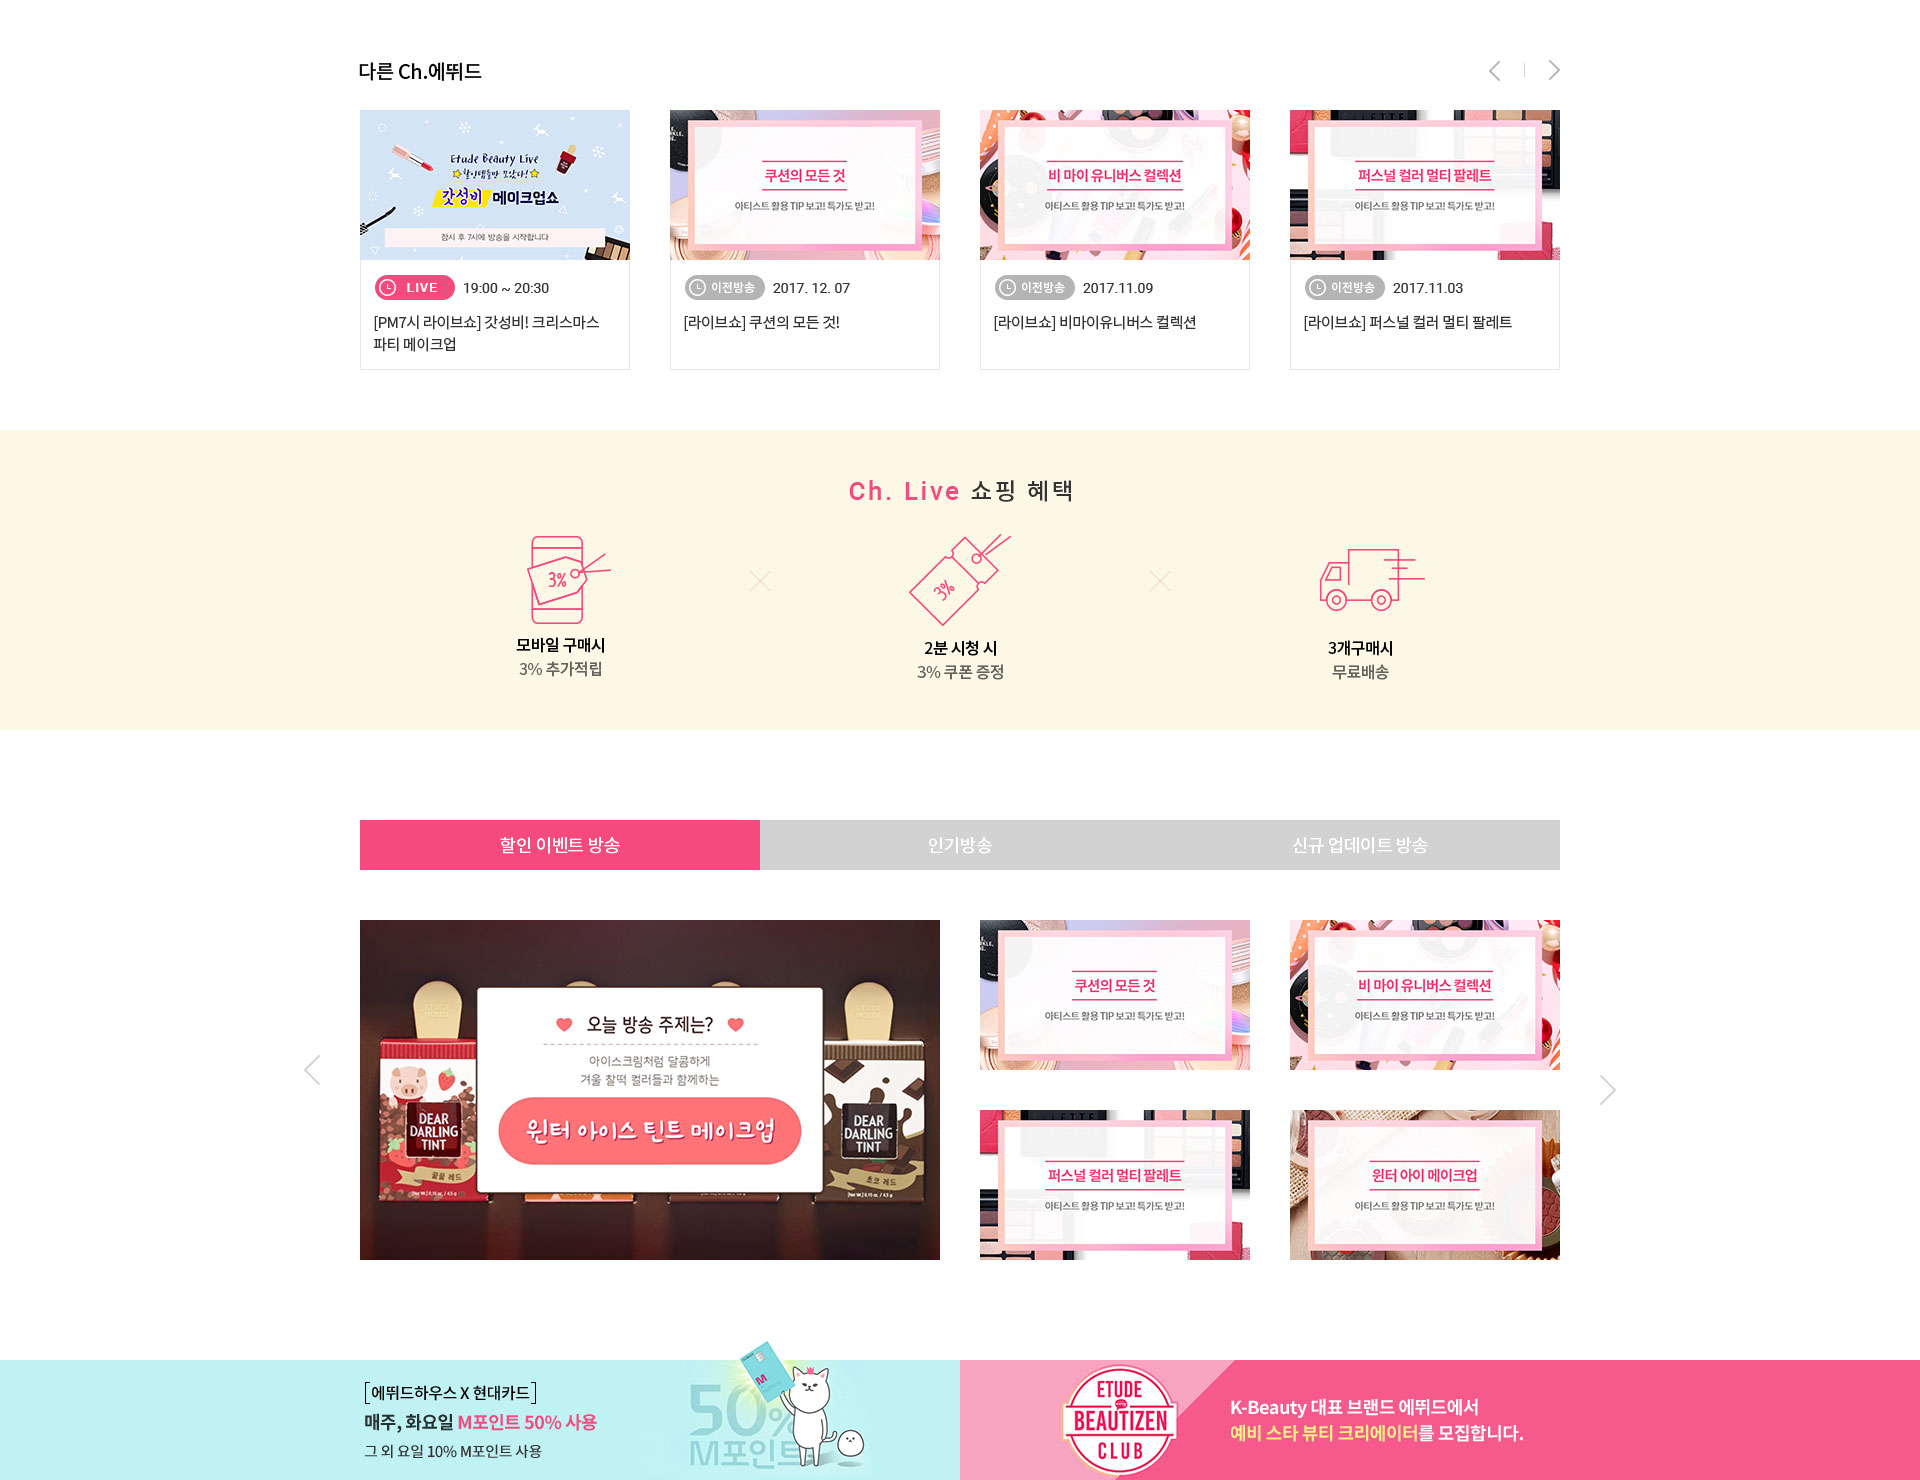 다른 Ch.에뛰드
Etude Beauty Live
할인템들만 모았다!
갓성비 메이크업쇼
잠시 후 7시에 방송을 시작합니다
LIVE 19:00 ~ 20:30
[PM7시 라이브쇼] 갓성비! 크리스마스
파티 메이크업
쿠션의 모든 것
아티스트 활용 TIP 보고! 특가도 받고!
이전방송 2017. 12. 07
[라이브쇼] 쿠션의 모든 것!
비 마이 유니버스 컬렉션
아티스트 활용 TIP 보고! 특가도 받고!
이전방송 2017.11.09
[라이브쇼] 비마이유니버스 컬렉션
퍼스널 컬러 멀티 팔레트
아티스트 활용 TIP 보고! 특가도 받고!
이전방송 2017.11.03
[라이브쇼] 퍼스널 컬러 멀티 팔레트
Ch. Live 쇼핑 혜택
3%
모바일 구매시
3% 추가적립
3%
2분 시청 시
3% 쿠폰 증정
3개구매시
무료배송
할인 이벤트 방송
인기방송
신규 업데이트 방송
오늘 방송 주제는?
아이스크림처럼 달콤하게
겨울 찰떡 컬러들과 함께하는
윈터 아이스 틴트 메이크업
DEAR
DARLING
TINT
꿀꿀 레드
DEAR
DARLING
TINT
초코 레드
쿠션의 모든 것
아티스트 활용 TIP 보고! 특가도 받고!
비 마이 유니버스 컬렉션
아티스트 활용 TIP 보고! 특가도 받고!
퍼스널 컬러 멀티 팔레트
아티스트 활용 TIP 보고! 특가도 받고!
윈터 아이 메이크업
아티스트 활용 TIP 보고! 특가도 받고!
[에뛰드하우스 X 현대카드]
매주, 화요일 M포인트 50% 사용
그 외 요일 10% M포인트 사용
M
50%
M포인트
ETUDE
BEAUTIZEN
CLUB
K-Beauty 대표 브랜드 에뛰드에서
예비 스타 뷰티 크리에이터를 모집합니다.